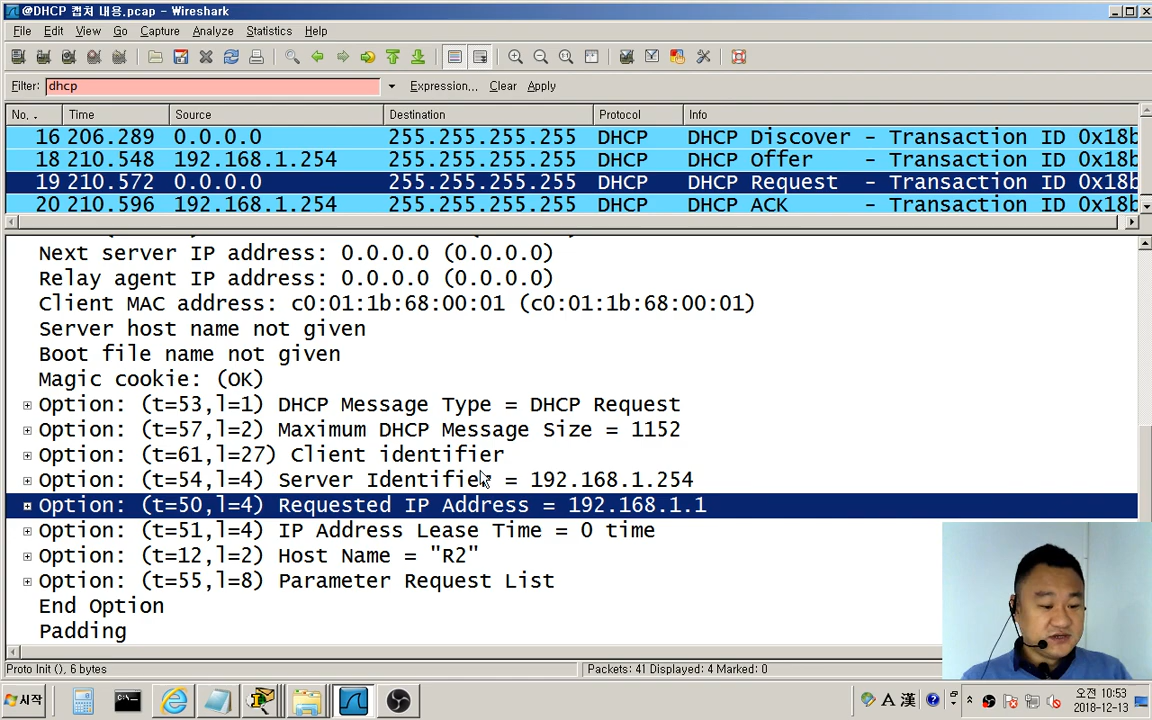 @DHCP 캡쳐 내용.pcap - Wireshark
File Edit View Go Capture Analyze Statistics Help
Filter: dhcp Expression... Clear Apply
No. . Time Source Destination Protocol Info
16 206.289 0.0.0.0 255.255.255.255 DHCP DHCP Discover - Transaction ID 0x18b
18 210.548 192.168.1.254 255.255.255.255 DHCP DHCP Offer - Transaction ID 0x18b
19 210.572 0.0.0.0 255.255.255.255 DHCP DHCP Request - Transaction ID 0x18b
20 210.596 192.168.1.254 255.255.255.255 DHCP DHCP ACK - Transaction ID 0x18b
Next server IP address: 0.0.0.0 (0.0.0.0)
Relay agent IP address: 0.0.0.0 (0.0.0.0)
Client MAC address: c0:01:1b:68:00:01 (c0:01:1b:68:00:01)
Server host name not given
Boot file name not given
Magic cookie: (OK)
Option: (t=53,l=1) DHCP Message Type = DHCP Request
Option: (t=57,l=2) Maximum DHCP Message Size = 1152
Option: (t=61,l=27) Client identifier
Option: (t=54,l=4) Server Identifier = 192.168.1.254
Option: (t=50,l=4) Requested IP Address = 192.168.1.1
Option: (t=51,l=4) IP Address Lease Time = 0 time
Option: (t=12,l=2) Host Name = "R2"
Option: (t=55,l=8) Parameter Request List
End Option
Padding
Proto Init (), 6 bytes Packets: 41 Displayed: 4 Marked: 0
시작 A 漢 오전 10:53
2018-12-13